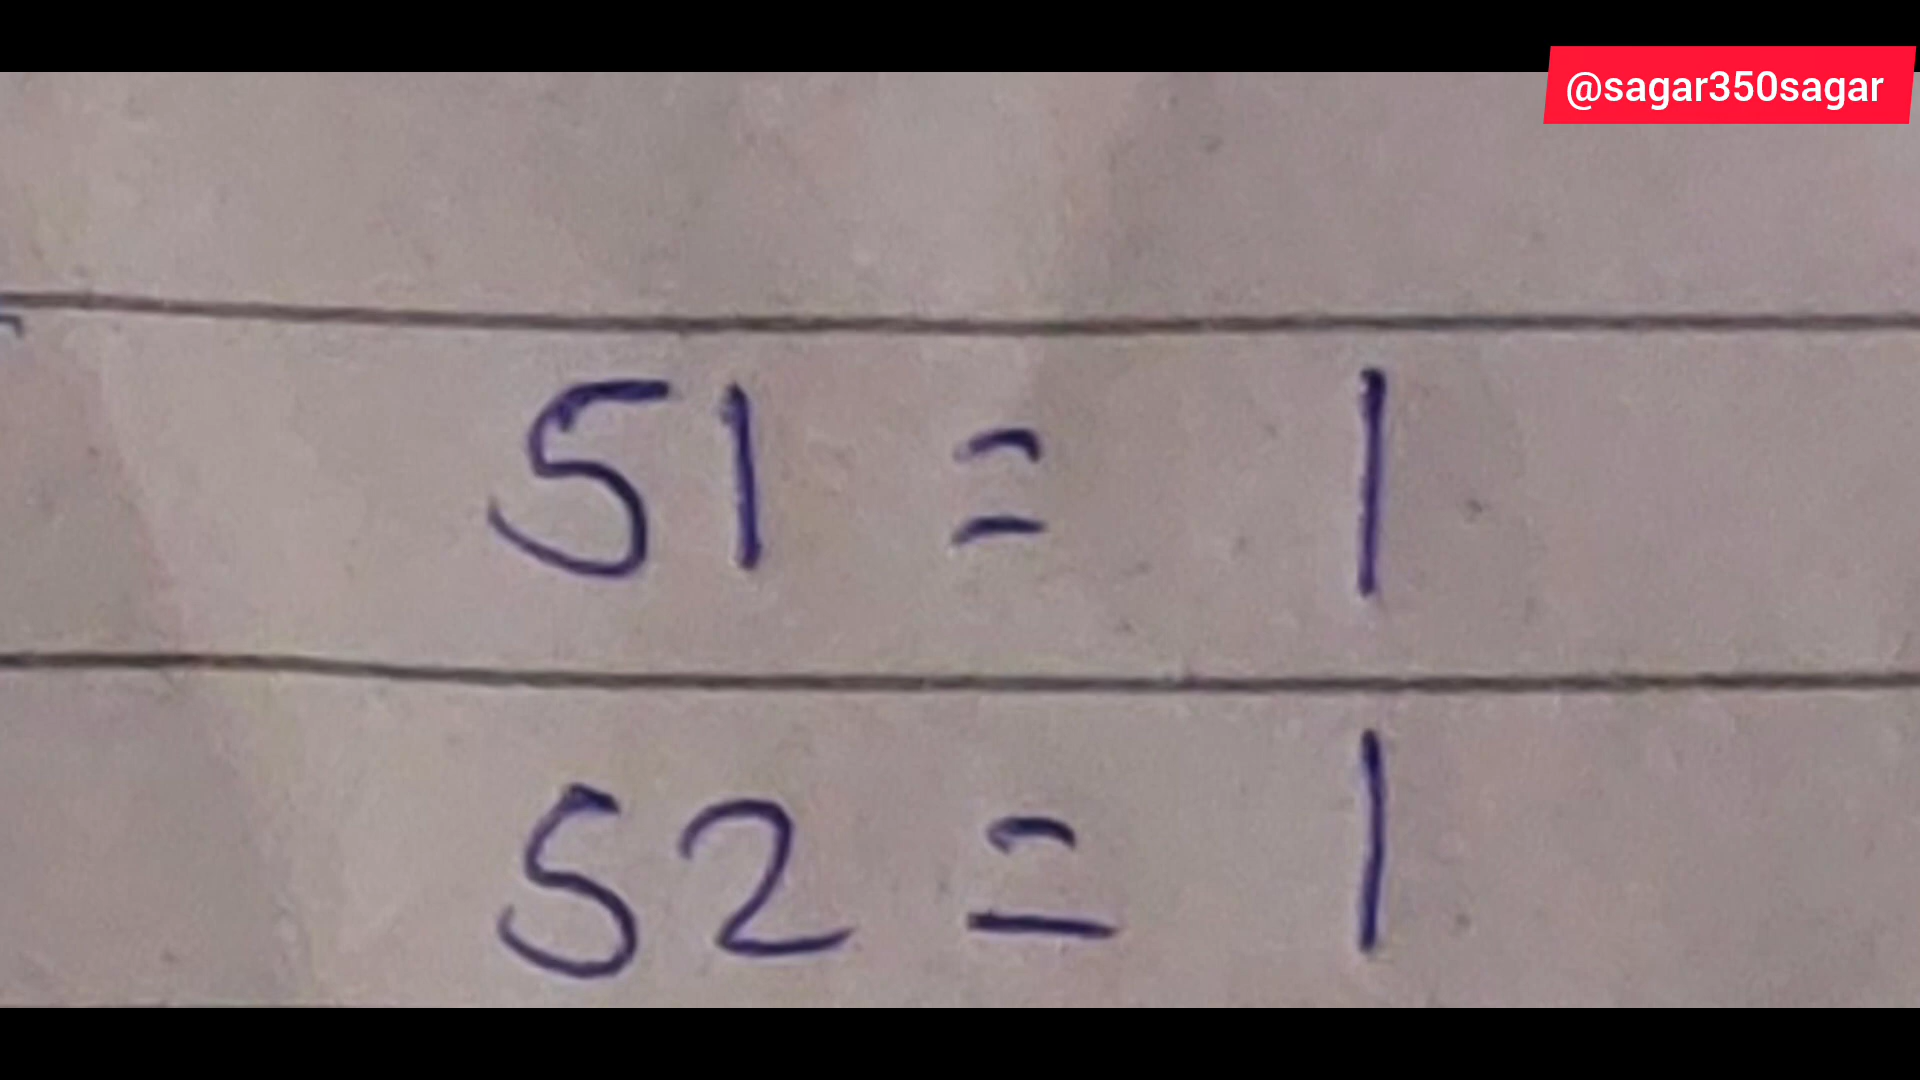 @sagar350sagar
51 = 1
52 = 1